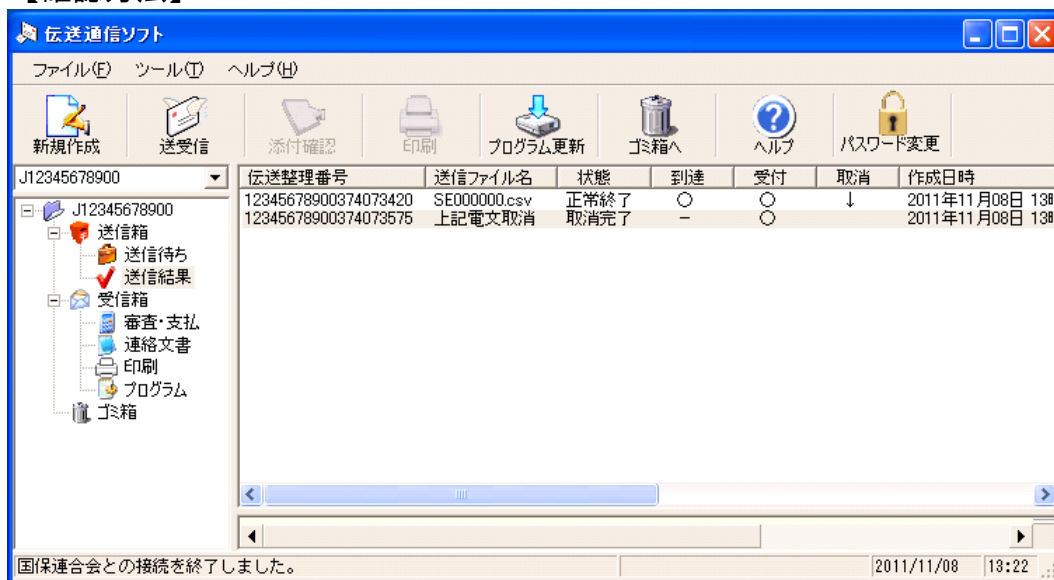 伝送通信ソフト
ファイル(F) ツール(T) ヘルプ(H)
新規作成 送受信 添付確認 印刷 プログラム更新 ゴミ箱へ ヘルプ パスワード変更
J12345678900
伝送整理番号 送信ファイル名 状態 到達 受付 取消 作成日時
12345678900374073420 SE000000.csv 正常終了 ○ ○ ↓ 2011年11月08日 13時
12345678900374073575 上記電文取消 取消完了 － ○ 2011年11月08日 13時
J12345678900
送信箱
送信待ち
送信結果
受信箱
審査・支払
連絡文書
印刷
プログラム
ゴミ箱
国保連合会との接続を終了しました。 2011/11/08 13:22